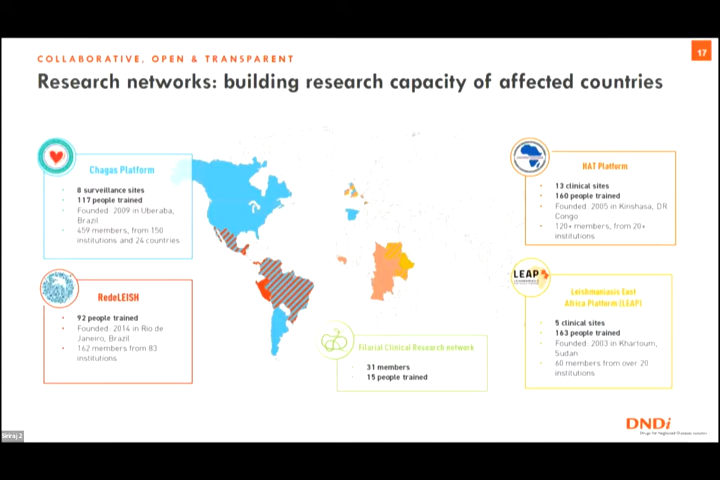 COLLABORATIVE, OPEN & TRANSPARENT
17
Research networks: building research capacity of affected countries
Chagas Platform
8 surveillance sites
117 people trained
Founded: 2009 in Uberaba,
Brazil
459 members, from 150
institutions and 24 countries
HAT Platform
13 clinical sites
160 people trained
Founded: 2005 in Kinshasa, DR
Congo
120+ members, from 20+
institutions
RedeLEISH
92 people trained
Founded: 2014 in Rio de
Janeiro, Brazil
162 members from 83
institutions
LEAP
Leishmaniasis East
Africa Platform (LEAP)
5 clinical sites
163 people trained
Founded: 2003 in Khartoum,
Sudan
60 members from over 20
institutions
Filarial Clinical Research network
31 members
15 people trained
DNDi
Drugs for Neglected Diseases initiative